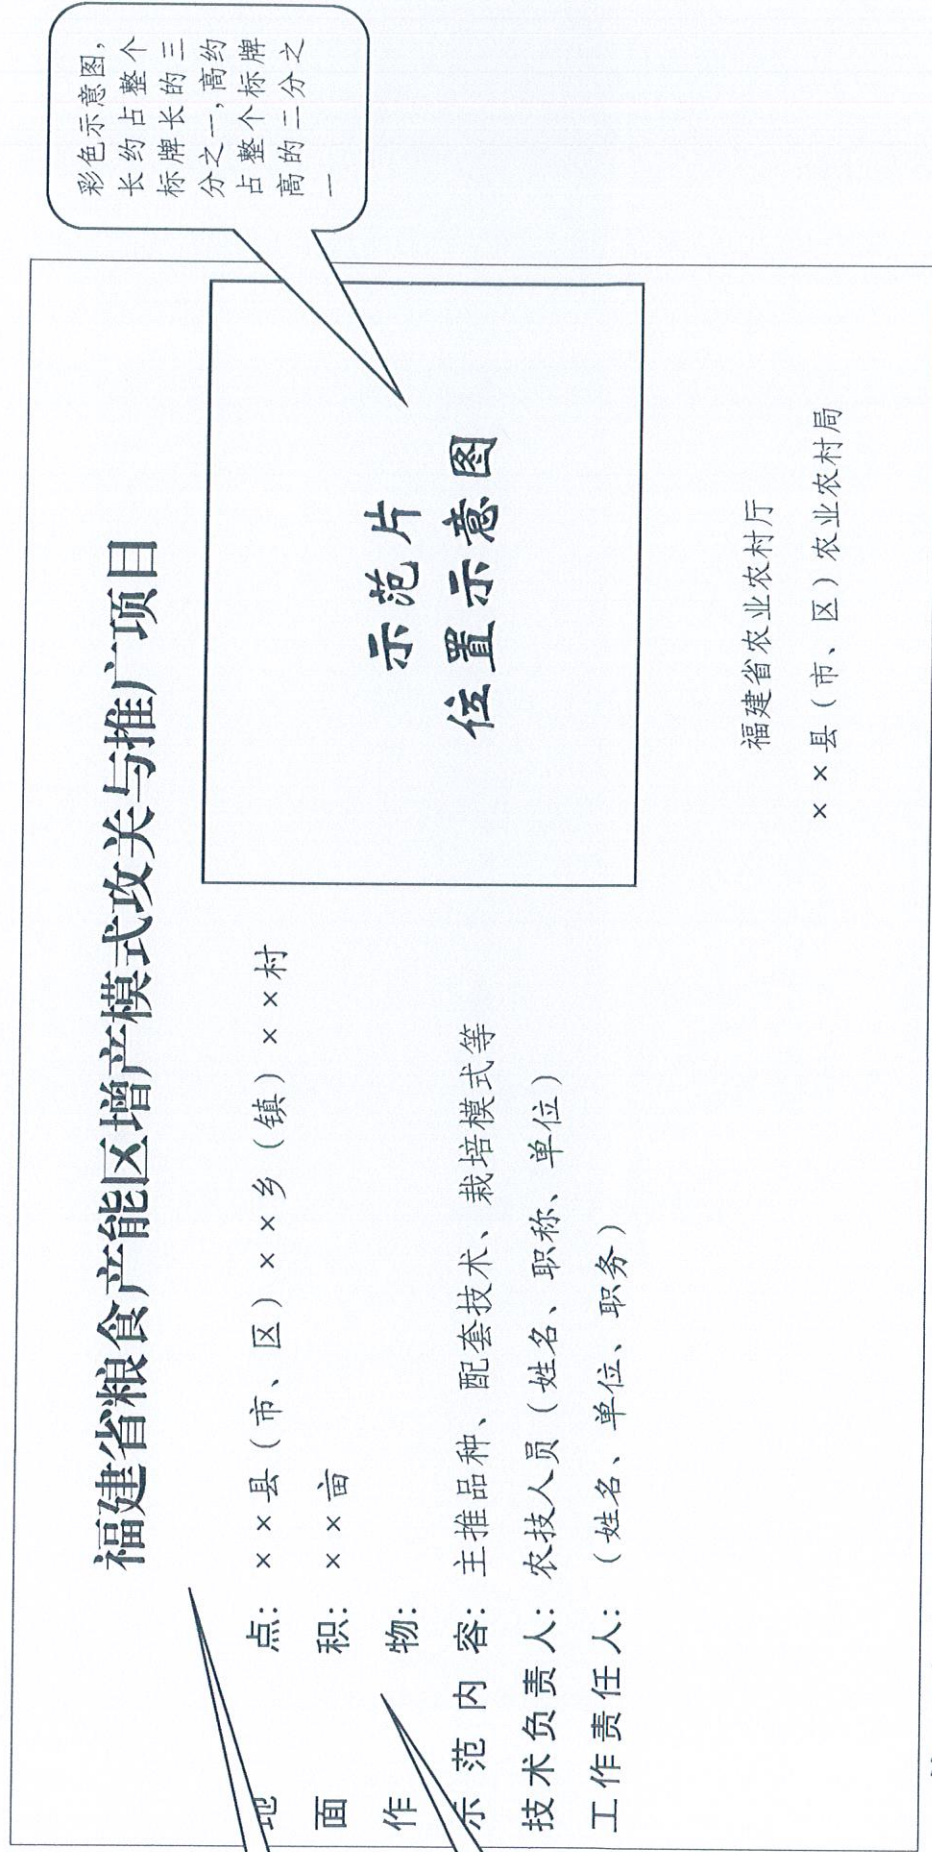 福建省粮食产能区增产模式攻关与推广项目
地点：××县（市、区）××乡（镇）××村
面积：××亩
作物：
示范内容：主推品种、配套技术、栽培模式等
技术负责人：农技人员（姓名、职称、单位）
工作责任人：（姓名、单位、职务）
示范片
位置示意图
福建省农业农村厅
××县（市、区）农业农村局
彩色示意图，
长约占整个
标牌长的三
分之一，高约
占整个标牌
高的二分之
一